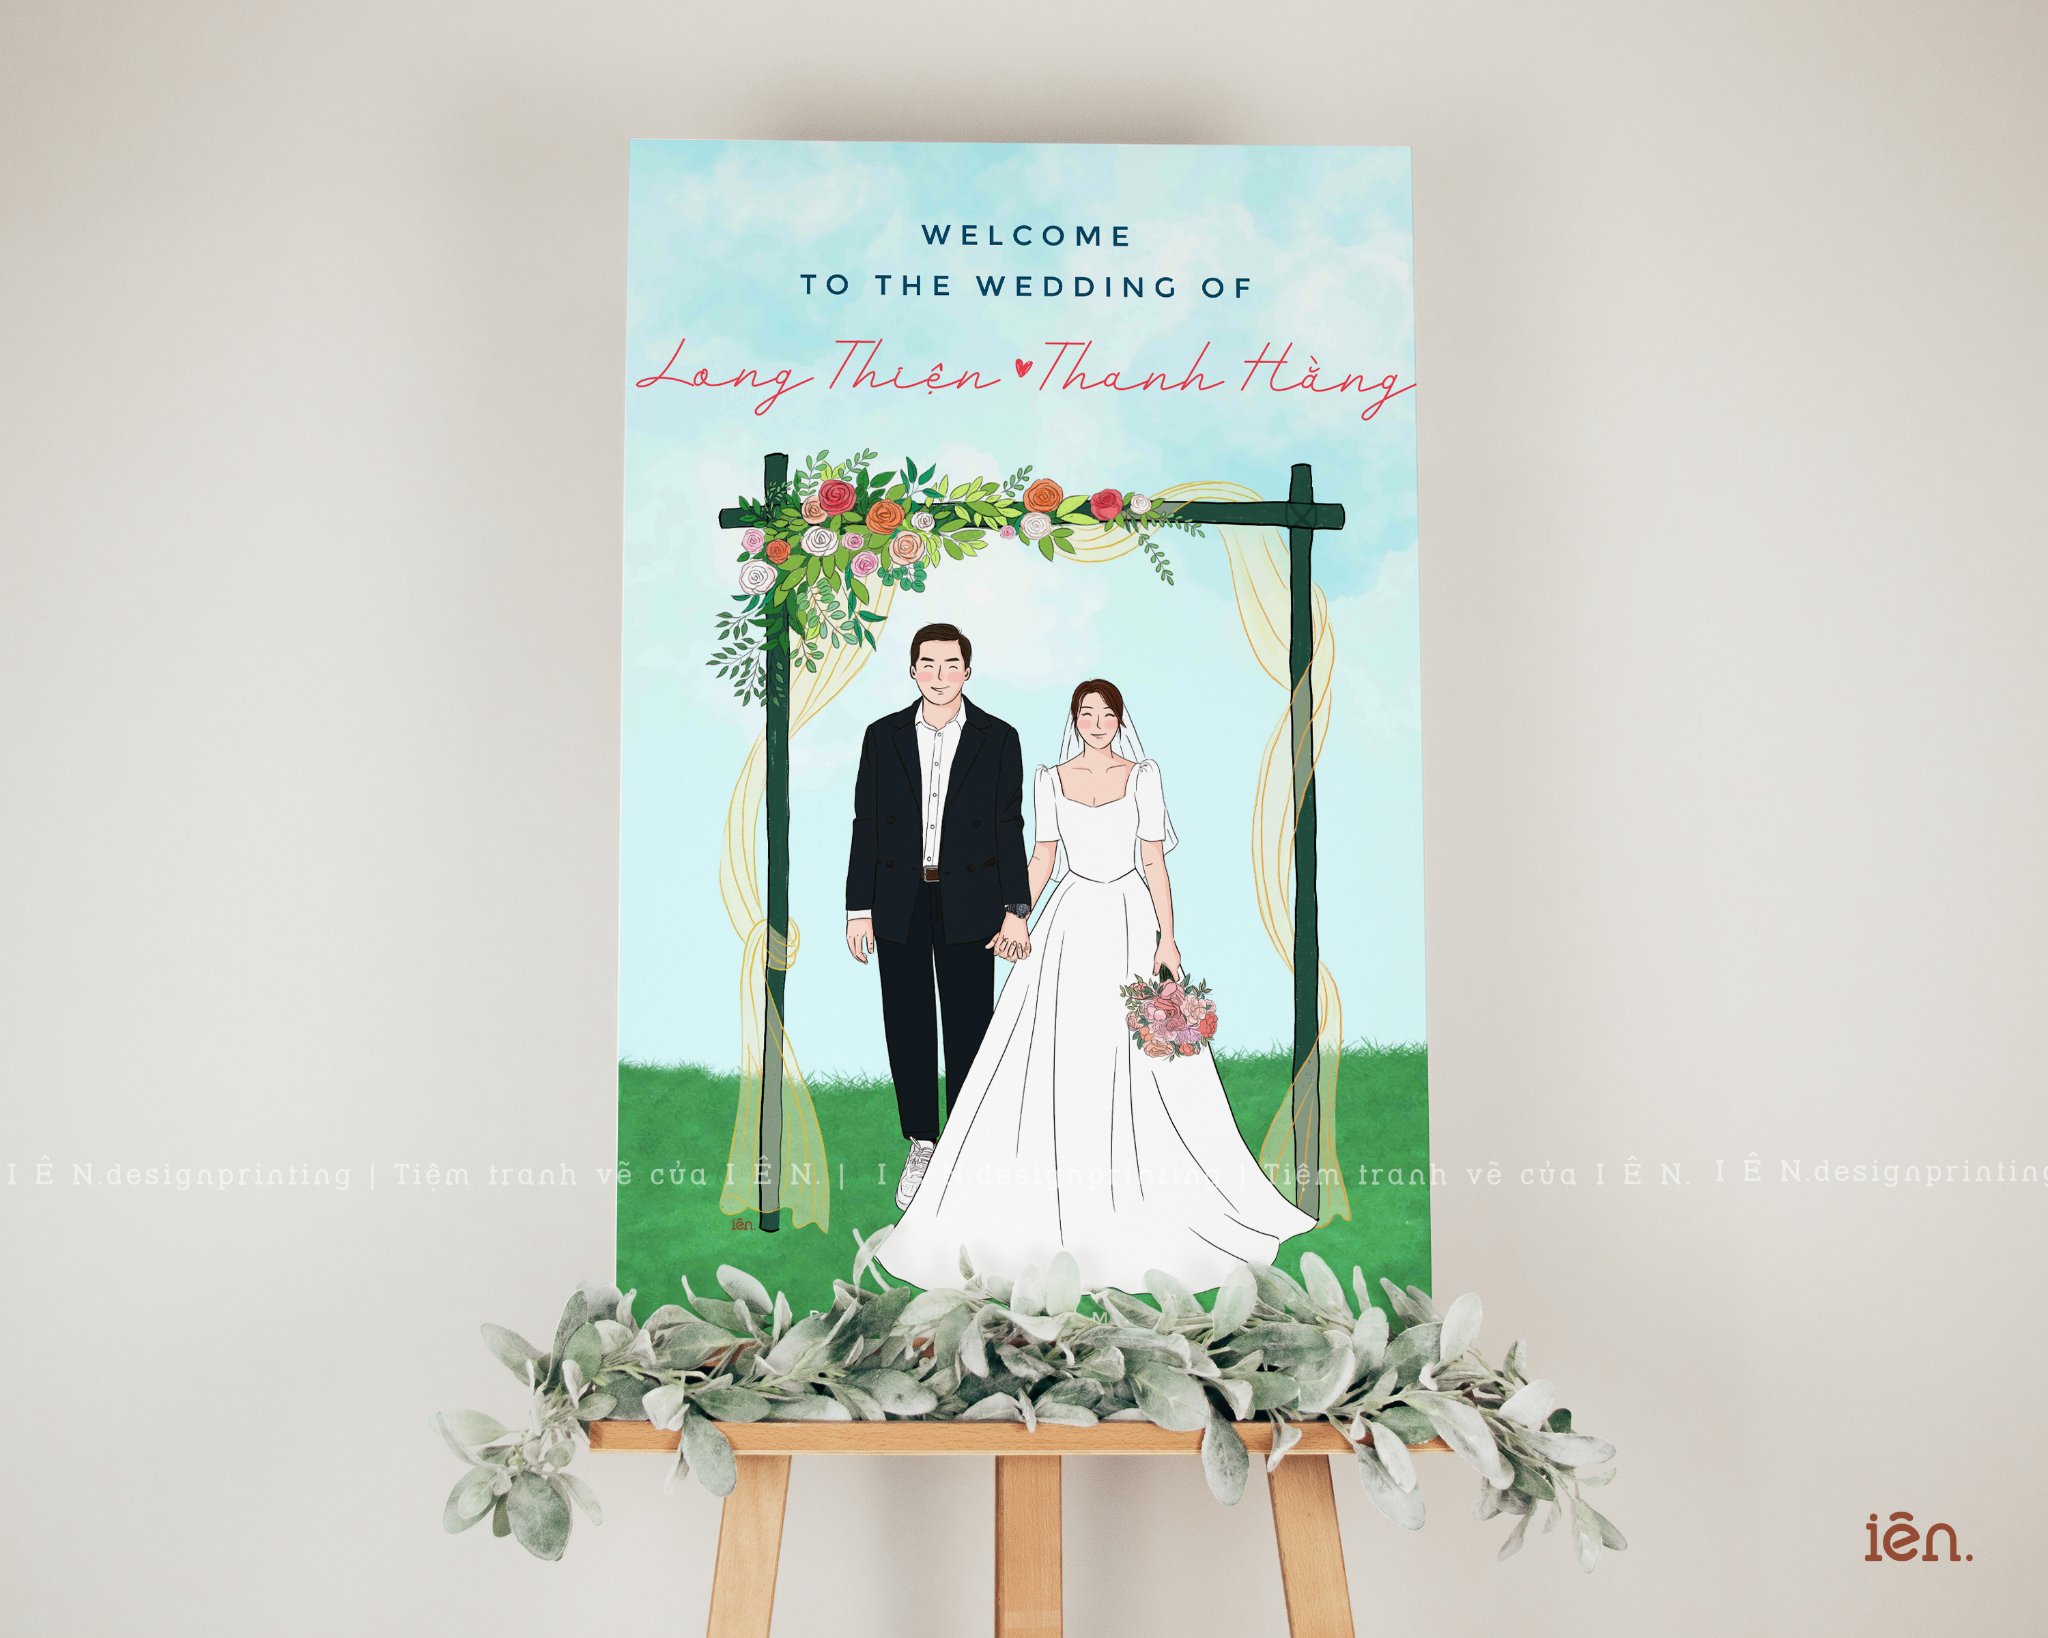 WELCOME
TO THE WEDDING OF
Long Thiện ♥ Thanh Hằng
I Ê N.designprinting | Tiệm tranh vẽ của I Ê N. | I Ê N.designprinting | Tiệm tranh vẽ của I Ê N. I Ê N.designprinting
iên.
iên.